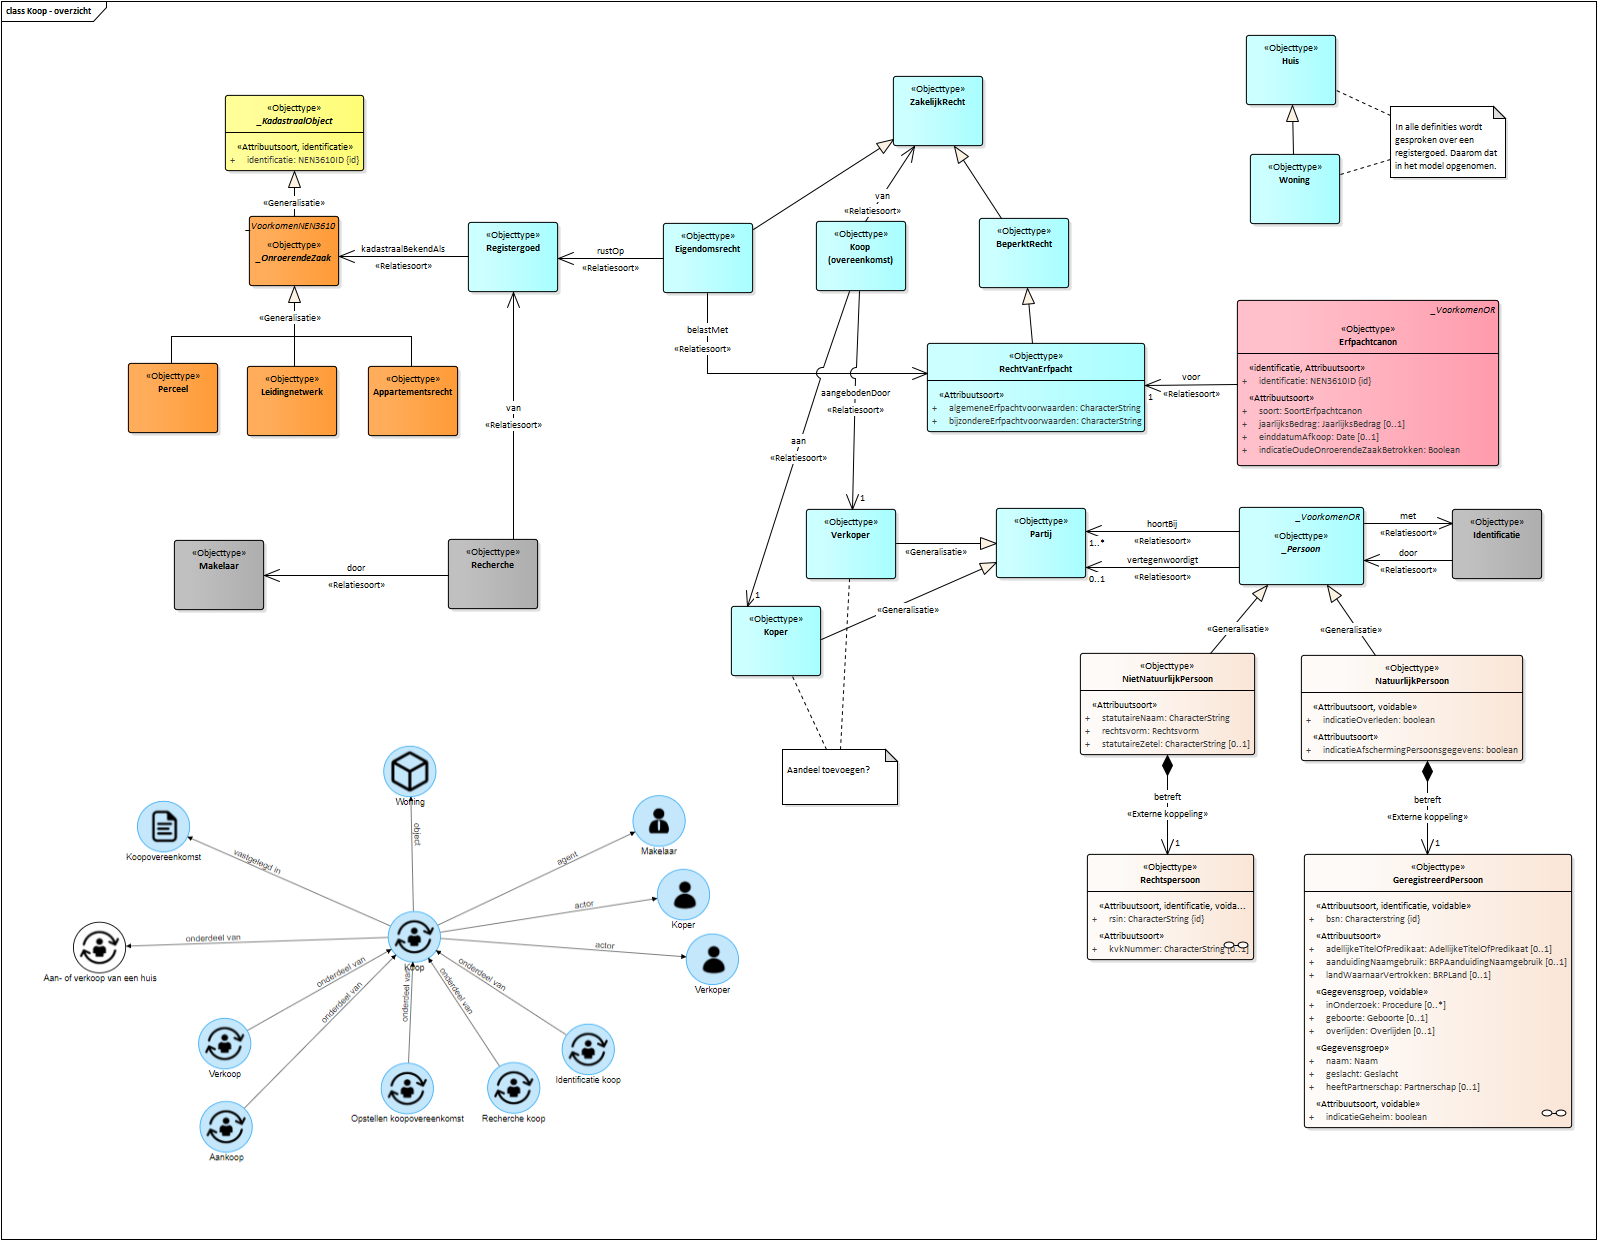 class Koop - overzicht
«Objecttype»
Huis
In alle definities wordt
gesproken over een
registergoed. Daarom dat
in het model opgenomen.
«Objecttype»
Woning
«Objecttype»
ZakelijkRecht
«Objecttype»
_KadastraalObject
«Attribuutsoort, identificatie»
+ identificatie: NEN3610ID {id}
«Generalisatie»
_VoorkomenNEN3610
«Objecttype»
_OnroerendeZaak
kadastraalBekendAls
«Relatiesoort»
«Objecttype»
Registergoed
rustOp
«Relatiesoort»
«Objecttype»
Eigendomsrecht
van
«Relatiesoort»
«Objecttype»
Koop
(overeenkomst)
«Objecttype»
BeperktRecht
«Generalisatie»
«Objecttype»
Perceel
«Objecttype»
Leidingnetwerk
«Objecttype»
Appartementsrecht
belastMet
«Relatiesoort»
«Objecttype»
RechtVanErfpacht
«Attribuutsoort»
+ algemeneErfpachtvoorwaarden: CharacterString
+ bijzondereErfpachtvoorwaarden: CharacterString
voor
1
«Relatiesoort»
_VoorkomenOR
«Objecttype»
Erfpachtcanon
«identificatie, Attribuutsoort»
+ identificatie: NEN3610ID {id}
«Attribuutsoort»
+ soort: SoortErfpachtcanon
+ jaarlijksBedrag: JaarlijksBedrag [0..1]
+ einddatumAfkoop: Date [0..1]
+ indicatieOudeOnroerendeZaakBetrokken: Boolean
van
«Relatiesoort»
aangebodenDoor
«Relatiesoort»
1
aan
«Relatiesoort»
1
«Objecttype»
Makelaar
door
«Relatiesoort»
«Objecttype»
Recherche
«Objecttype»
Verkoper
«Generalisatie»
«Objecttype»
Partij
hoortBij
1..*
«Relatiesoort»
vertegenwoordigt
0..1
«Relatiesoort»
_VoorkomenOR
«Objecttype»
_Persoon
met
«Relatiesoort»
door
«Relatiesoort»
«Objecttype»
Identificatie
«Objecttype»
Koper
«Generalisatie»
«Generalisatie»
«Generalisatie»
Aandeel toevoegen?
«Objecttype»
NietNatuurlijkPersoon
«Attribuutsoort»
+ statutaireNaam: CharacterString
+ rechtsvorm: Rechtsvorm
+ statutaireZetel: CharacterString [0..1]
«Objecttype»
NatuurlijkPersoon
«Attribuutsoort, voidable»
+ indicatieOverleden: boolean
«Attribuutsoort»
+ indicatieAfschermingPersoonsgegevens: boolean
betreft
«Externe koppeling»
1
betreft
«Externe koppeling»
1
«Objecttype»
Rechtspersoon
«Attribuutsoort, identificatie, voida...
+ rsin: CharacterString {id}
«Attribuutsoort»
+ kvkNummer: CharacterString [0..1]
«Objecttype»
GeregistreerdPersoon
«Attribuutsoort, identificatie, voidable»
+ bsn: Characterstring {id}
«Attribuutsoort»
+ adellijkeTitelOfPredikaat: AdellijkeTitelOfPredikaat [0..1]
+ aanduidingNaamgebruik: BRPAanduidingNaamgebruik [0..1]
+ landWaarnaarVertrokken: BRPLand [0..1]
«Gegevensgroep, voidable»
+ inOnderzoek: Procedure [0..*]
+ geboorte: Geboorte [0..1]
+ overlijden: Overlijden [0..1]
«Gegevensgroep»
+ naam: Naam
+ geslacht: Geslacht
+ heeftPartnerschap: Partnerschap [0..1]
«Attribuutsoort, voidable»
+ indicatieGeheim: boolean
Woning
object
Koopovereenkomst
vastgelegd in
Makelaar
agent
Koper
actor
Verkoper
actor
Koop
onderdeel van
Aan- of verkoop van een huis
onderdeel van
Verkoop
onderdeel van
Aankoop
onderdeel van
Opstellen koopovereenkomst
onderdeel van
Recherche koop
onderdeel van
Identificatie koop